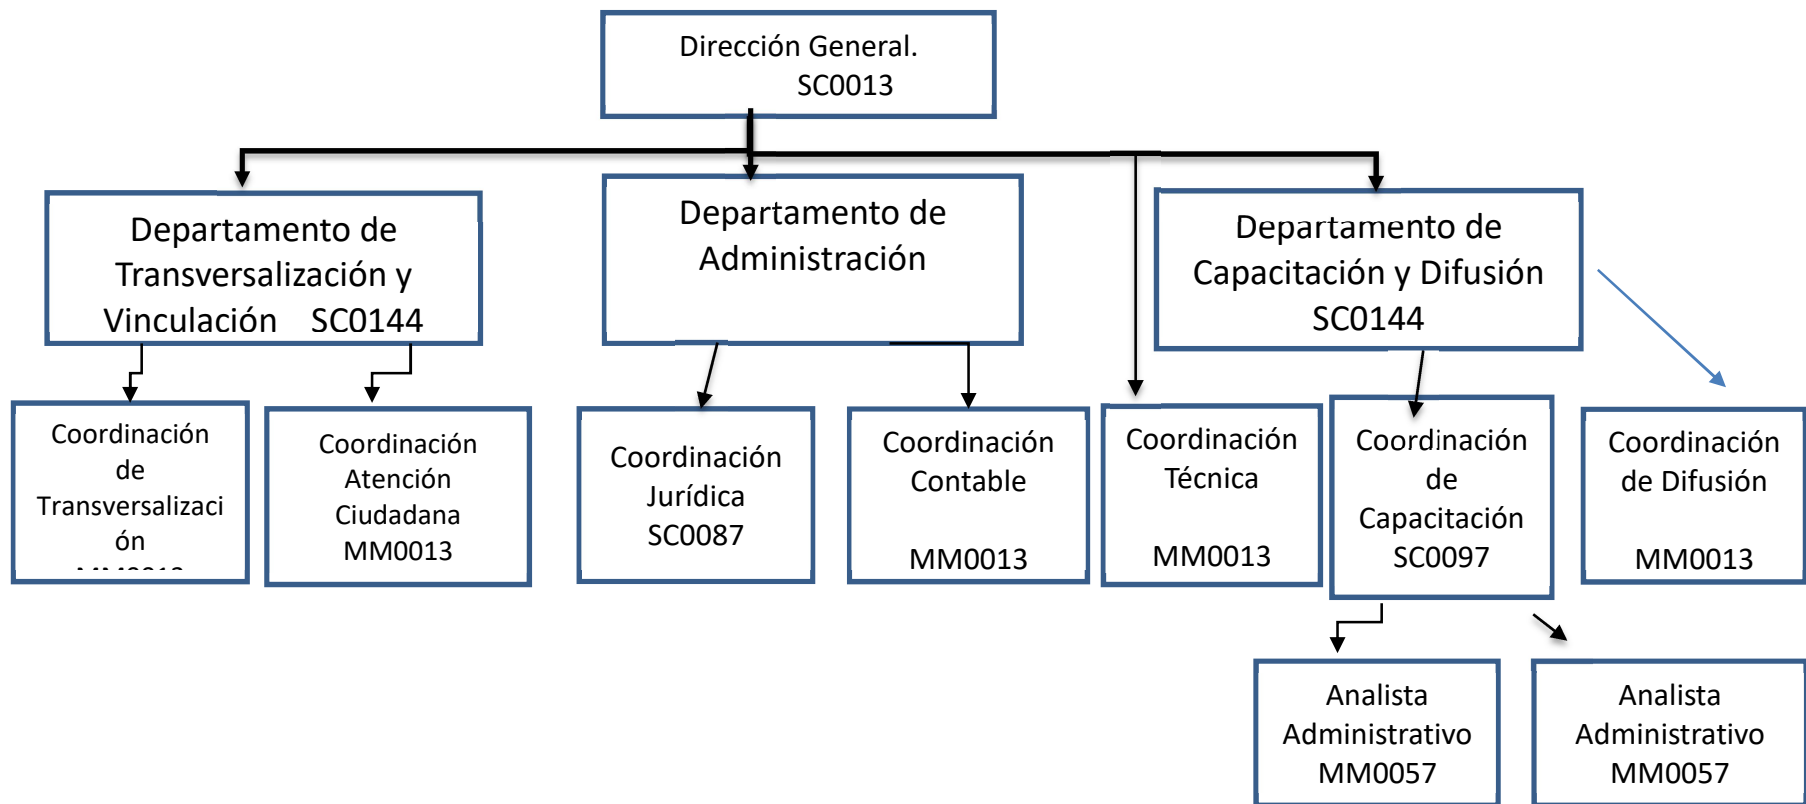 Dirección General.
SC0013
Departamento de
Transversalización y
Vinculación SC0144
Departamento de
Administración
Departamento de
Capacitación y Difusión
SC0144
Coordinación
de
Transversalizaci
ón
Coordinación
Atención
Ciudadana
MM0013
Coordinación
Jurídica
SC0087
Coordinación
Contable
MM0013
Coordinación
Técnica
MM0013
Coordinación
de
Capacitación
SC0097
Coordinación
de Difusión
MM0013
Analista
Administrativo
MM0057
Analista
Administrativo
MM0057